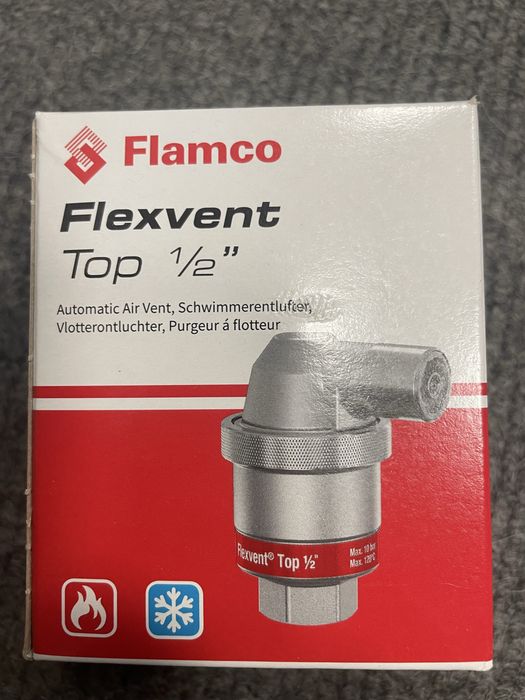 Flamco
Flexvent
Top ½”
Automatic Air Vent, Schwimmerentlufter,
Vlotterontluchter, Purgeur á flotteur
Flexvent® Top ½"
Max. 10 bar
Max. 120°C